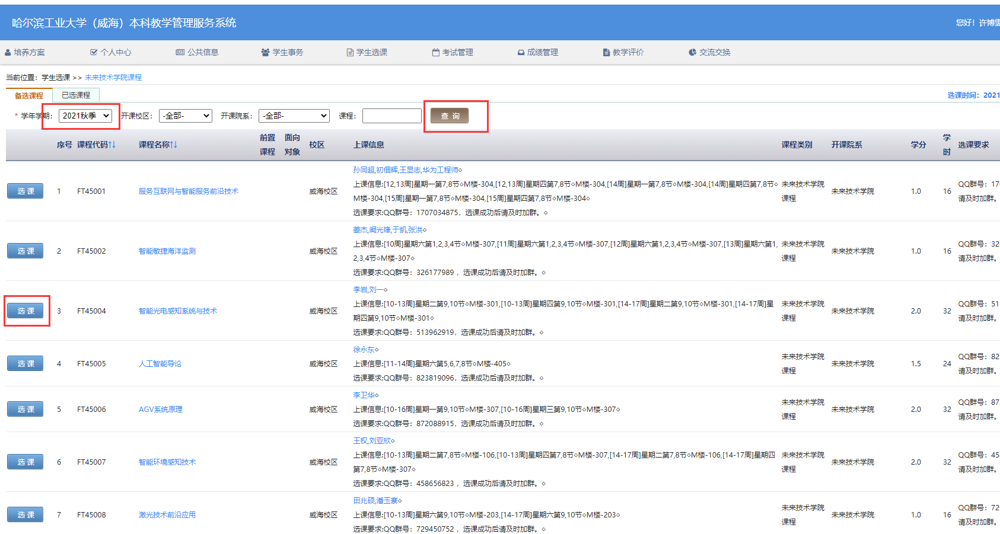 哈尔滨工业大学（威海）本科教学管理服务系统
您好！许博
培养方案 个人中心 公共信息 学生事务 学生选课 考试管理 成绩管理 教学评价 交流交换
当前位置：学生选课 >> 未来技术学院课程
备选课程 已选课程 选课时间：2021
* 学年学期： 2021秋季 开课校区： -全部- 开课院系： -全部- 课程： 查 询
序号 课程代码↑↓ 课程名称↑↓ 前置课程 面向对象 校区 上课信息 课程类别 开课院系 学分 学时 选课要求
孙同超,初佃辉,王显志,华为工程师◇
上课信息:[12,13周]星期一第7,8节◇M楼-304,[12,13周]星期四第7,8节◇M楼-304,[14周]星期一第7,8节◇M楼-304,[14周]星期四第7,8节◇
选 课 1 FT45001 服务互联网与智能服务前沿技术 威海校区 M楼-304,[15周]星期一第7,8节◇M楼-304,[15周]星期四第7,8节◇M楼-304◇ 未来技术学院课程 未来技术学院 1.0 16 QQ群号：17 请及时加群。
选课要求:QQ群号：1707034875，选课成功后请及时加群。◇
姜杰,阚光锋,于凯,张洪◇
上课信息:[10周]星期六第1,2,3,4节◇M楼-307,[11周]星期六第1,2,3,4节◇M楼-307,[12周]星期六第1,2,3,4节◇M楼-307,[13周]星期六第1,
选 课 2 FT45002 智能敏捷海洋监测 威海校区 2,3,4节◇M楼-307◇ 未来技术学院课程 未来技术学院 1.0 16 QQ群号：32 请及时加群。
选课要求:QQ群号：326177989 ，选课成功后请及时加群。◇
李岩,刘一◇
上课信息:[10-13周]星期二第9,10节◇M楼-301,[10-13周]星期四第9,10节◇M楼-301,[14-17周]星期二第9,10节◇M楼-301,[14-17周]星
选 课 3 FT45004 智能光电感知系统与技术 威海校区 期四第9,10节◇M楼-301◇ 未来技术学院课程 未来技术学院 2.0 32 QQ群号：51 请及时加群。
选课要求:QQ群号：513962919，选课成功后请及时加群。◇
徐永东◇
选 课 4 FT45005 人工智能导论 威海校区 上课信息:[11-14周]星期六第5,6,7,8节◇M楼-405◇ 未来技术学院课程 未来技术学院 1.5 24 QQ群号：82 请及时加群。
选课要求:QQ群号：823819096，选课成功后请及时加群。◇
李卫华◇
选 课 5 FT45006 AGV系统原理 威海校区 上课信息:[10-16周]星期一第9,10节◇M楼-307,[10-16周]星期三第9,10节◇M楼-307◇ 未来技术学院课程 未来技术学院 2.0 32 QQ群号：87 请及时加群。
选课要求:QQ群号：872088915，选课成功后请及时加群。◇
王权,刘亚欣◇
上课信息:[10-13周]星期二第7,8节◇M楼-106,[10-13周]星期四第7,8节◇M楼-307,[14-17周]星期二第7,8节◇M楼-106,[14-17周]星期四
选 课 6 FT45007 智能环境感知技术 威海校区 第7,8节◇M楼-307◇ 未来技术学院课程 未来技术学院 2.0 32 QQ群号：45 请及时加群。
选课要求:QQ群号：458656823 ，选课成功后请及时加群。◇
田兆硕,潘玉寨◇
选 课 7 FT45008 激光技术前沿应用 威海校区 上课信息:[10-13周]星期六第9,10节◇M楼-203,[14-17周]星期六第9,10节◇M楼-203◇ 未来技术学院课程 未来技术学院 1.0 16 QQ群号：72 请及时加群。
选课要求:QQ群号：729450752 ，选课成功后请及时加群。◇